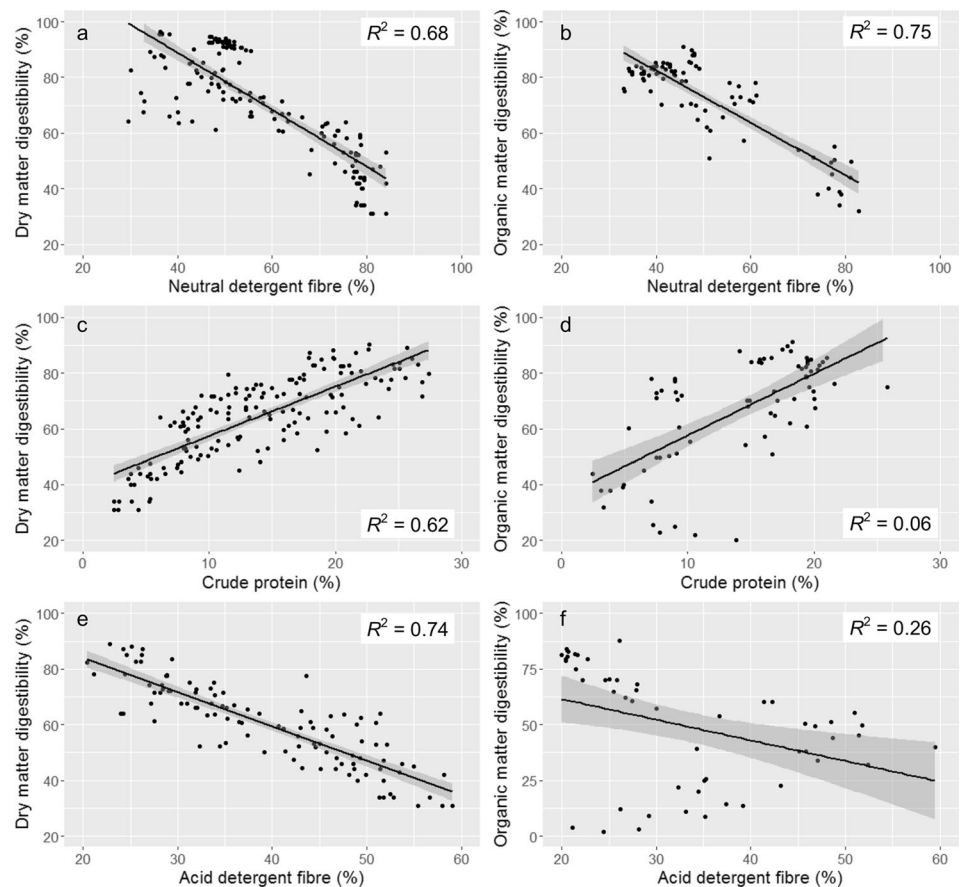 a
R² = 0.68
Dry matter digestibility (%)
100
80
60
40
20
20 40 60 80 100
Neutral detergent fibre (%)
b
R² = 0.75
Organic matter digestibility (%)
100
80
60
40
20
20 40 60 80 100
Neutral detergent fibre (%)
c
R² = 0.62
Dry matter digestibility (%)
100
80
60
40
20
0 10 20 30
Crude protein (%)
d
R² = 0.06
Organic matter digestibility (%)
100
80
60
40
20
0 10 20 30
Crude protein (%)
e
R² = 0.74
Dry matter digestibility (%)
100
80
60
40
20
20 30 40 50 60
Acid detergent fibre (%)
f
R² = 0.26
Organic matter digestibility (%)
100
75
50
25
0
20 30 40 50 60
Acid detergent fibre (%)